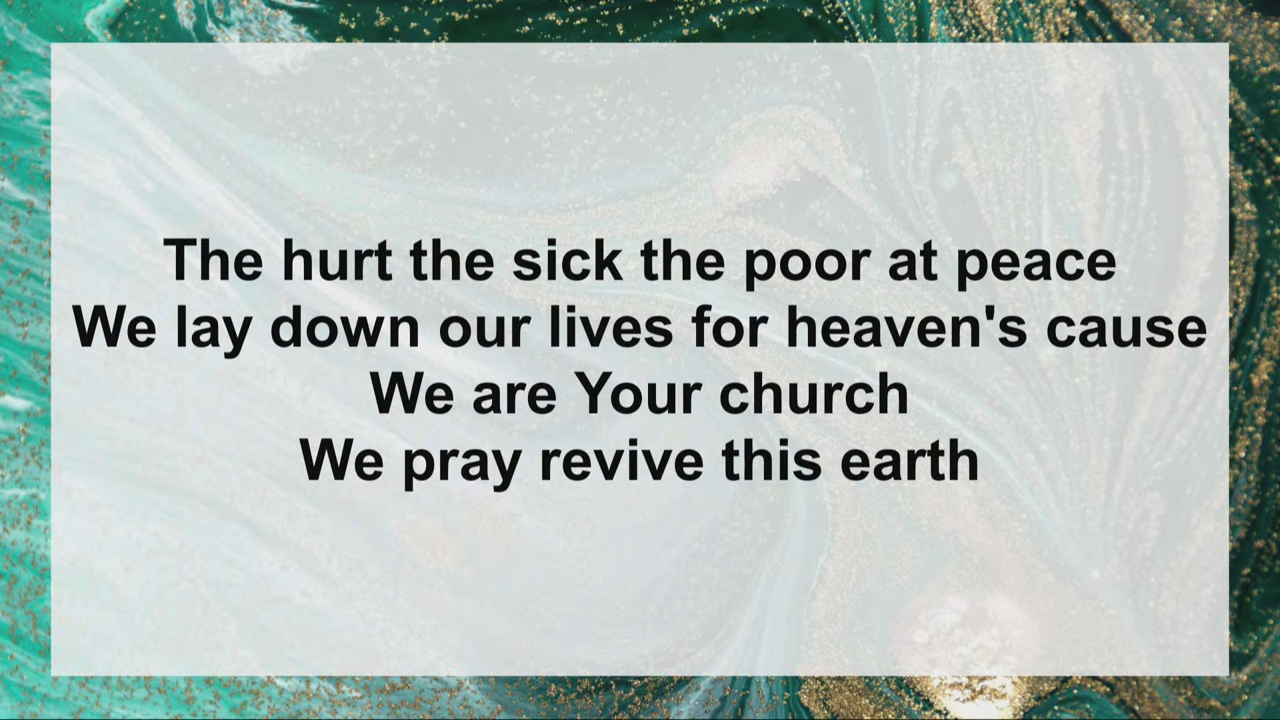 The hurt the sick the poor at peace
We lay down our lives for heaven's cause
We are Your church
We pray revive this earth